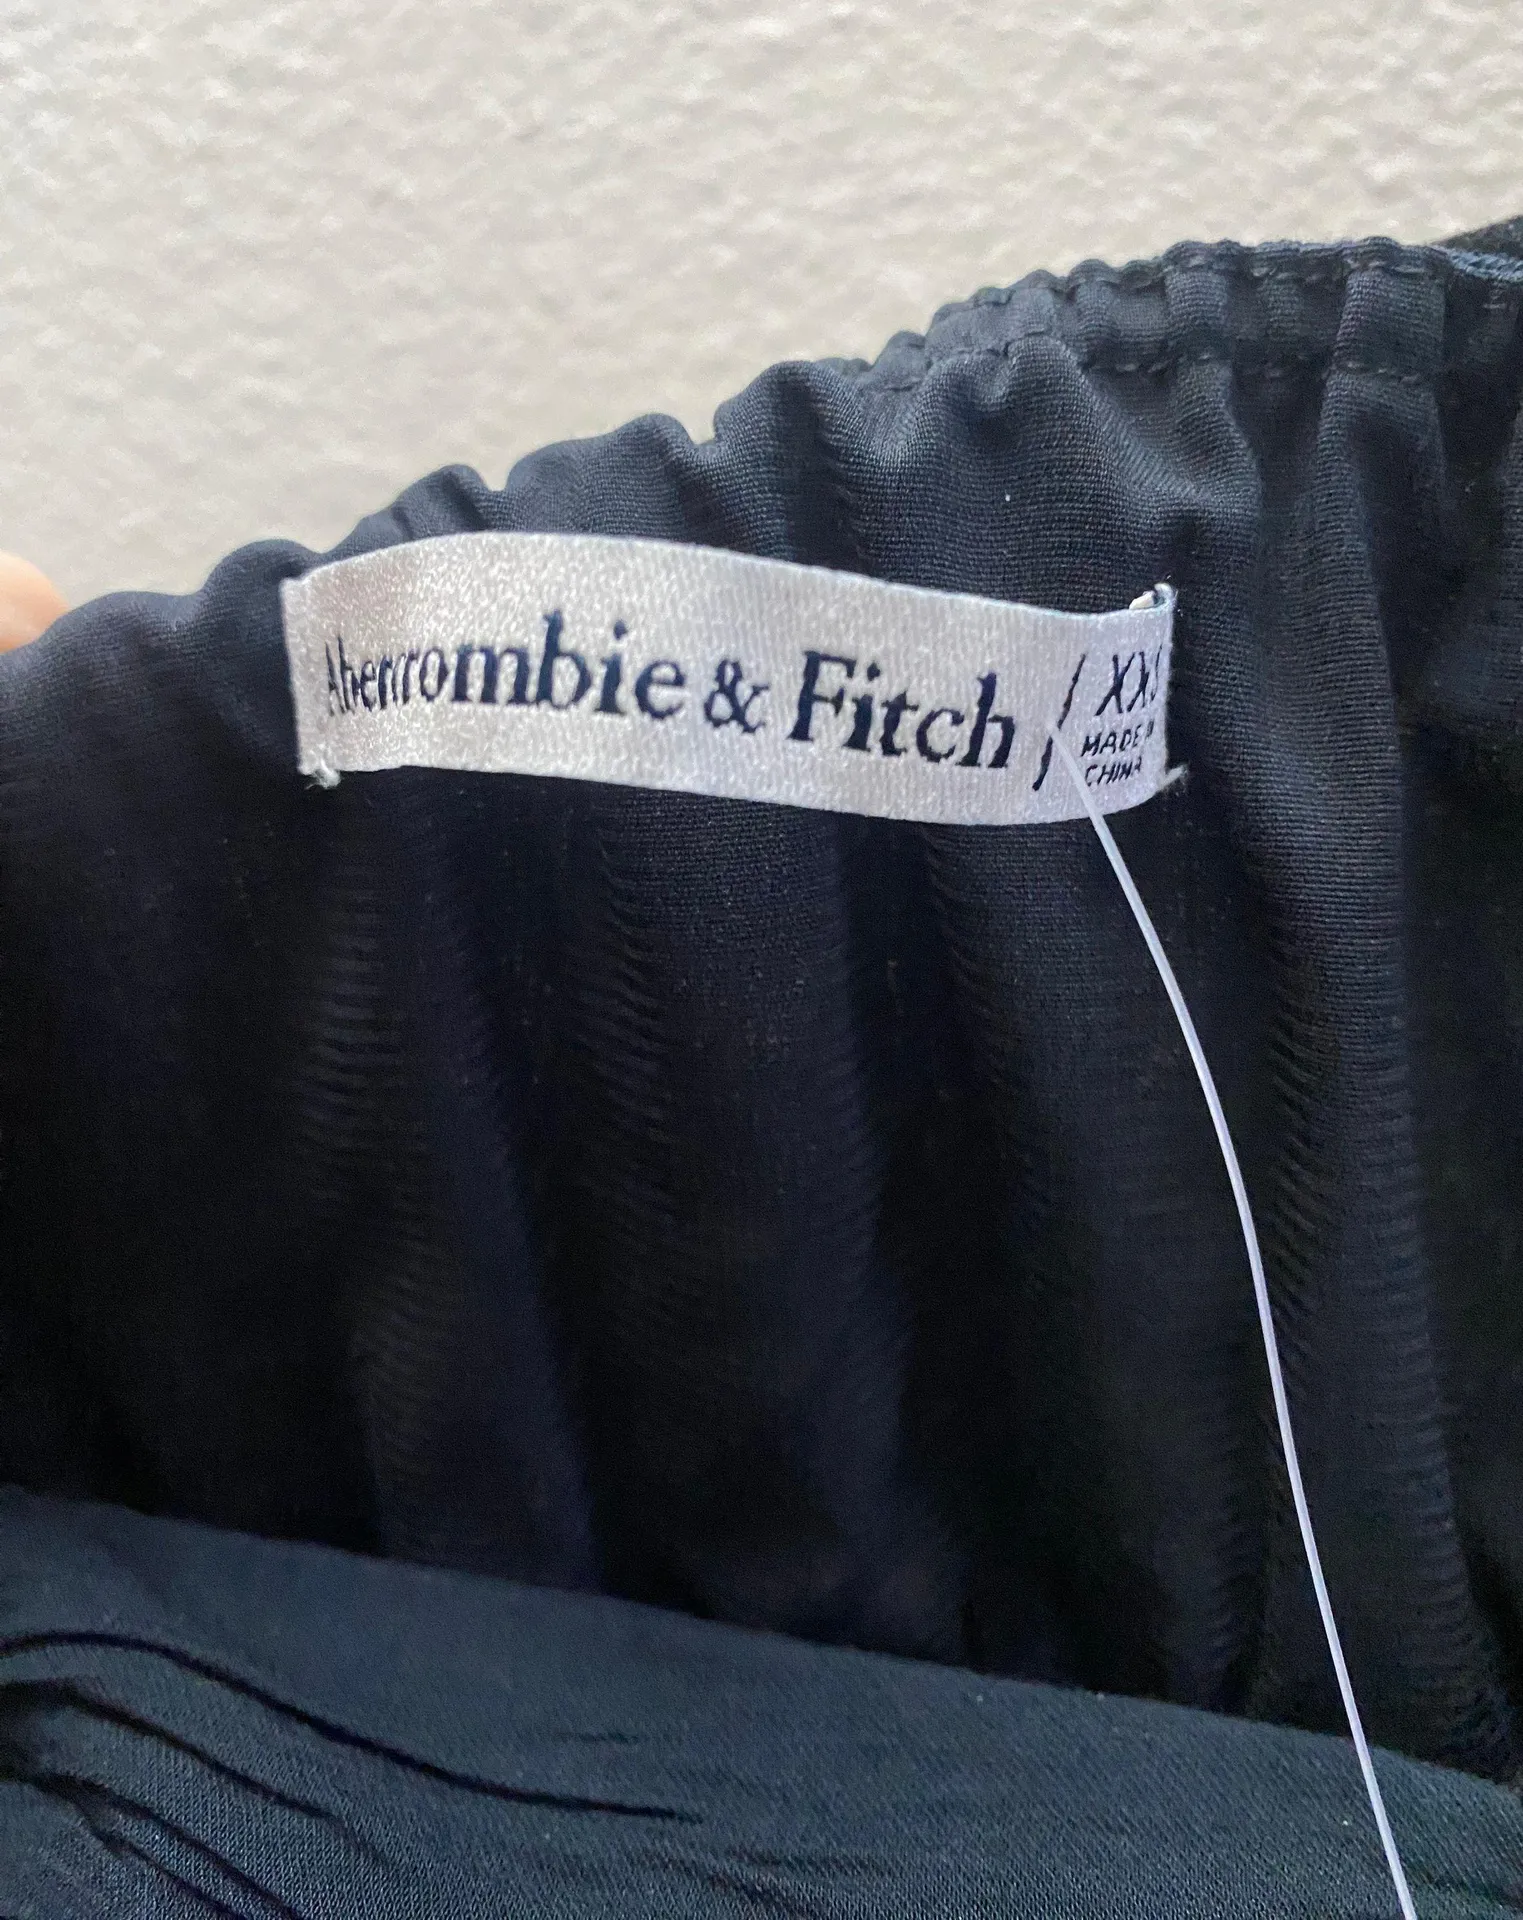 Abercrombie & Fitch / XXS
MADE IN
CHINA